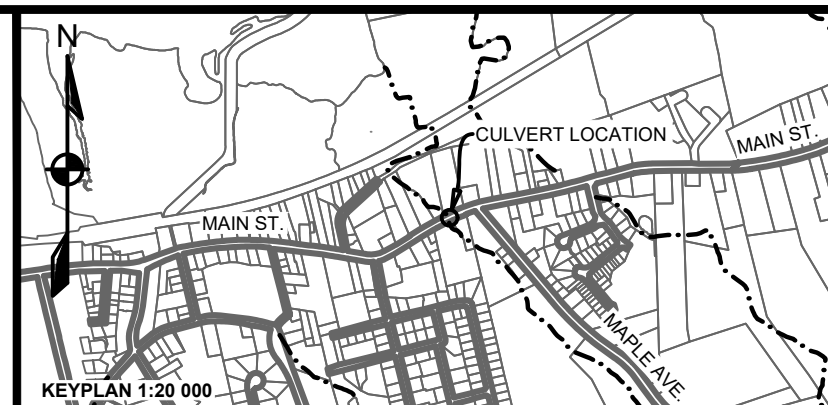 N
CULVERT LOCATION
MAIN ST.
MAIN ST.
MAPLE AVE.
KEYPLAN 1:20 000